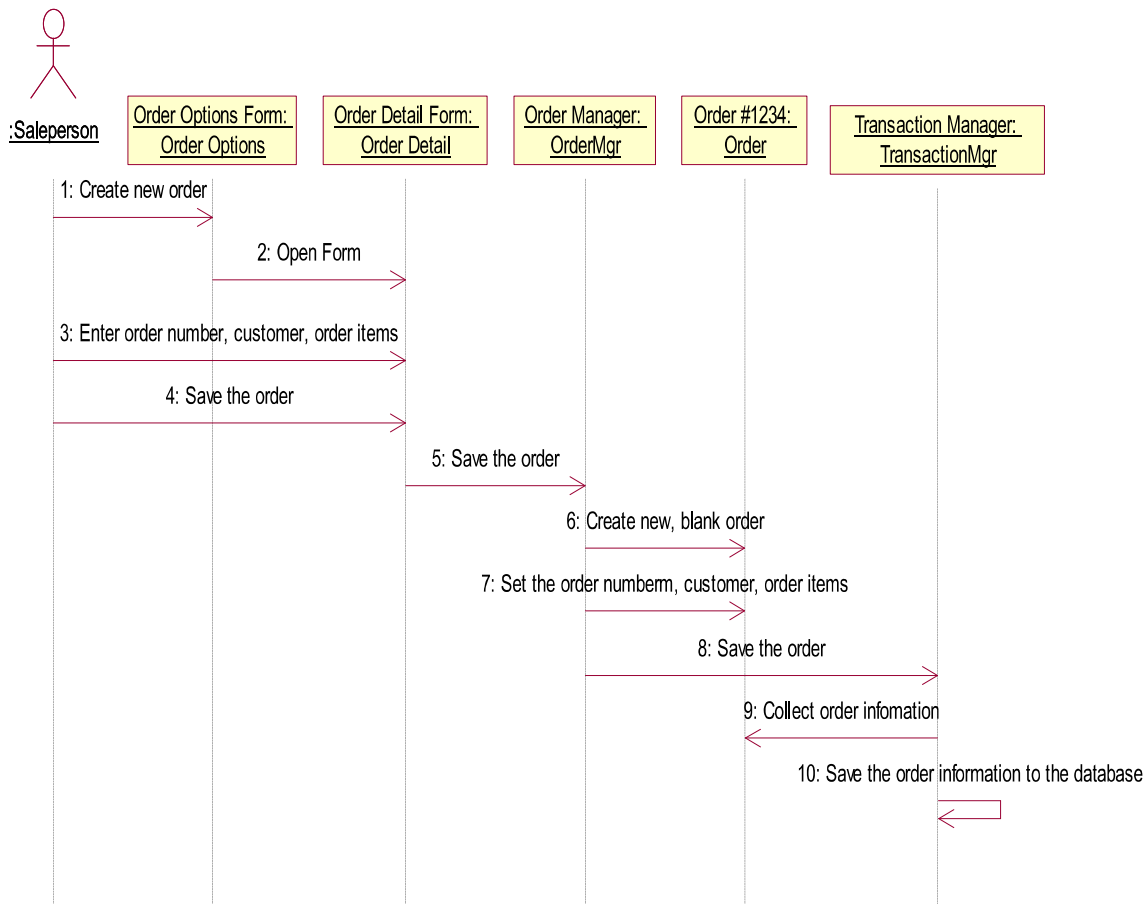 :Saleperson
Order Options Form:
Order Options
Order Detail Form:
Order Detail
Order Manager:
OrderMgr
Order #1234:
Order
Transaction Manager:
TransactionMgr
1: Create new order
2: Open Form
3: Enter order number, customer, order items
4: Save the order
5: Save the order
6: Create new, blank order
7: Set the order numberm, customer, order items
8: Save the order
9: Collect order infomation
10: Save the order information to the database